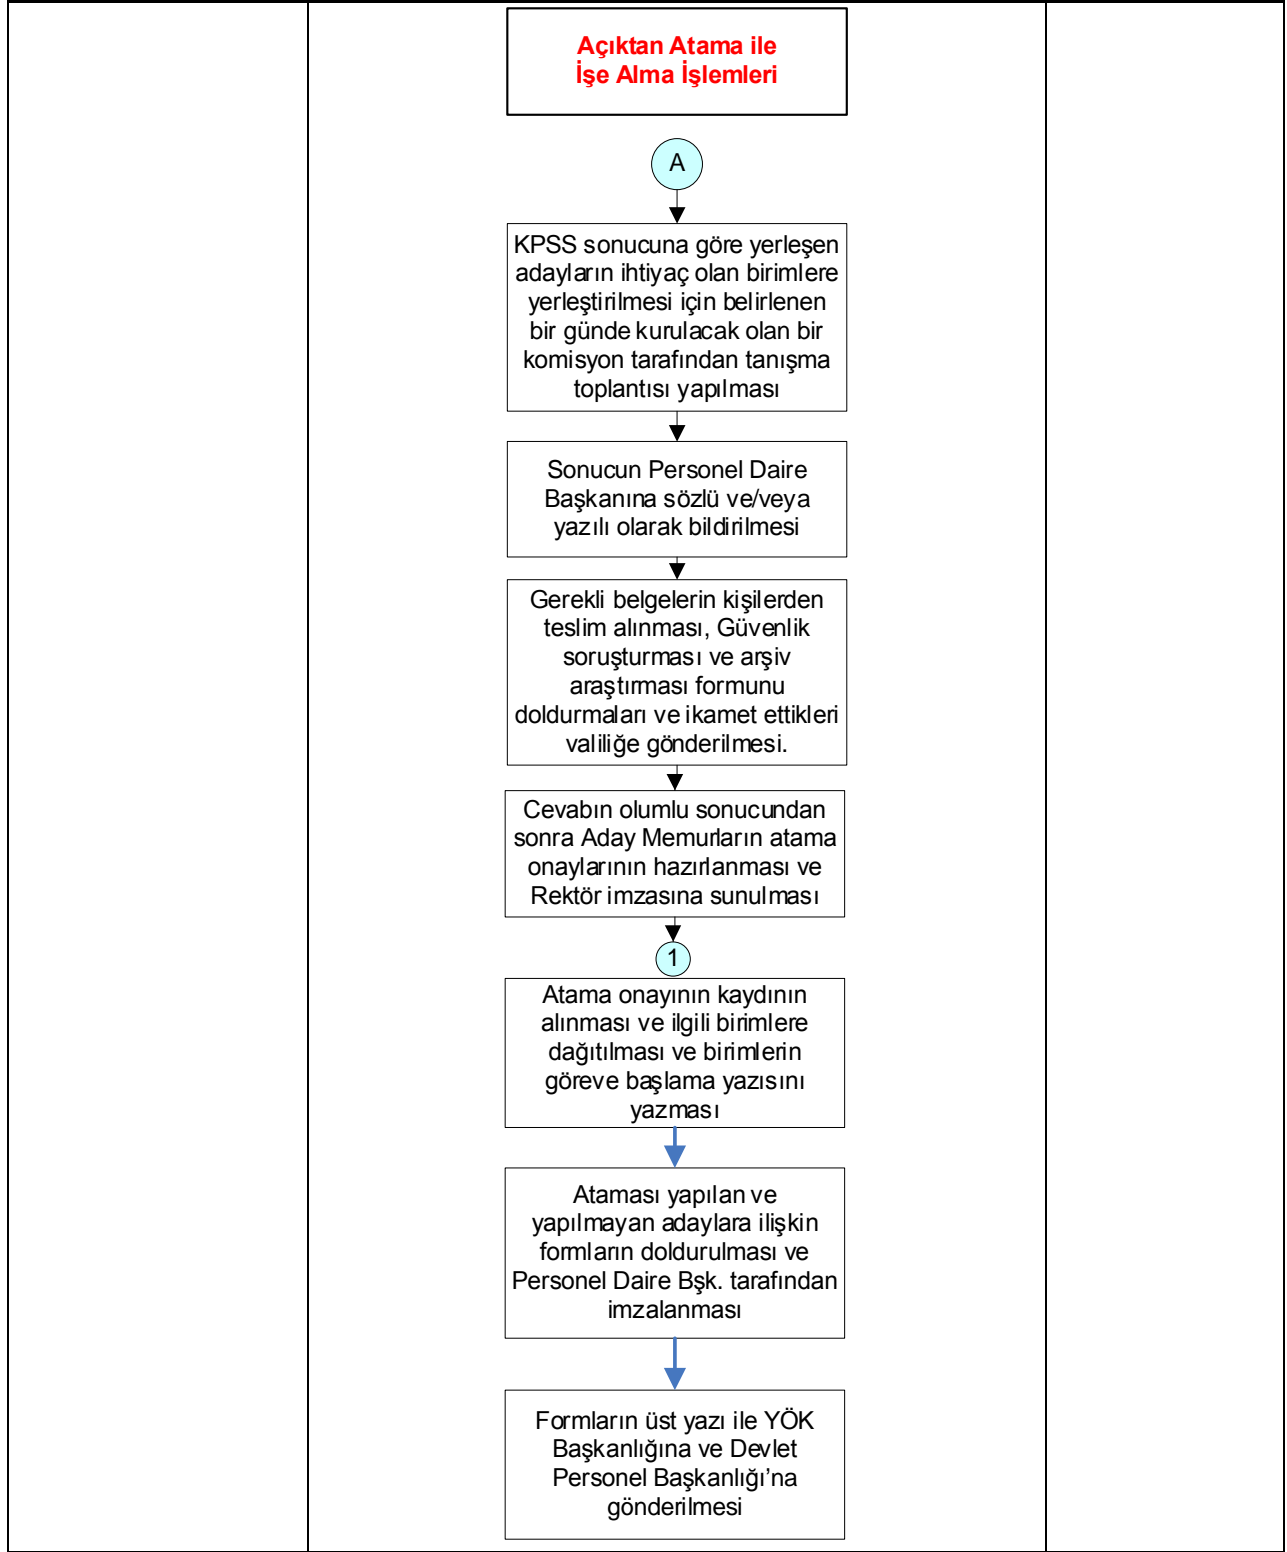 Açıktan Atama ile
İşe Alma İşlemleri
A
KPSS sonucuna göre yerleşen
adayların ihtiyaç olan birimlere
yerleştirilmesi için belirlenen
bir günde kurulacak olan bir
komisyon tarafından tanışma
toplantısı yapılması
Sonucun Personel Daire
Başkanına sözlü ve/veya
yazılı olarak bildirilmesi
Gerekli belgelerin kişilerden
teslim alınması, Güvenlik
soruşturması ve arşiv
araştırması formunu
doldurmaları ve ikamet ettikleri
valiliğe gönderilmesi.
Cevabın olumlu sonucundan
sonra Aday Memurların atama
onaylarının hazırlanması ve
Rektör imzasına sunulması
1
Atama onayının kaydının
alınması ve ilgili birimlere
dağıtılması ve birimlerin
göreve başlama yazısını
yazması
Ataması yapılan ve
yapılmayan adaylara ilişkin
formların doldurulması ve
Personel Daire Bşk. tarafından
imzalanması
Formların üst yazı ile YÖK
Başkanlığına ve Devlet
Personel Başkanlığı’na
gönderilmesi